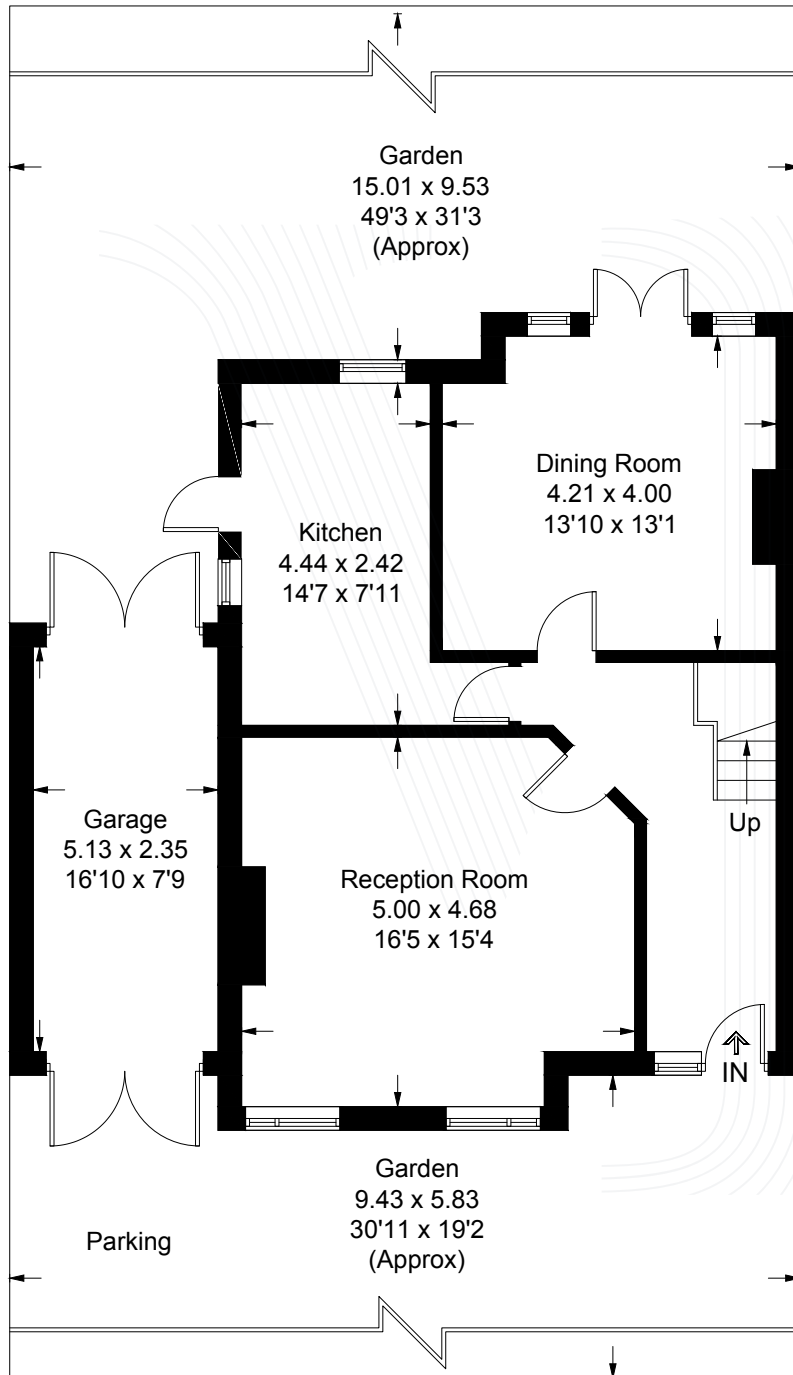 Garden
15.01 x 9.53
49'3 x 31'3
(Approx)
Dining Room
4.21 x 4.00
13'10 x 13'1
Kitchen
4.44 x 2.42
14'7 x 7'11
Garage
5.13 x 2.35
16'10 x 7'9
Up
Reception Room
5.00 x 4.68
16'5 x 15'4
IN
Garden
9.43 x 5.83
30'11 x 19'2
(Approx)
Parking